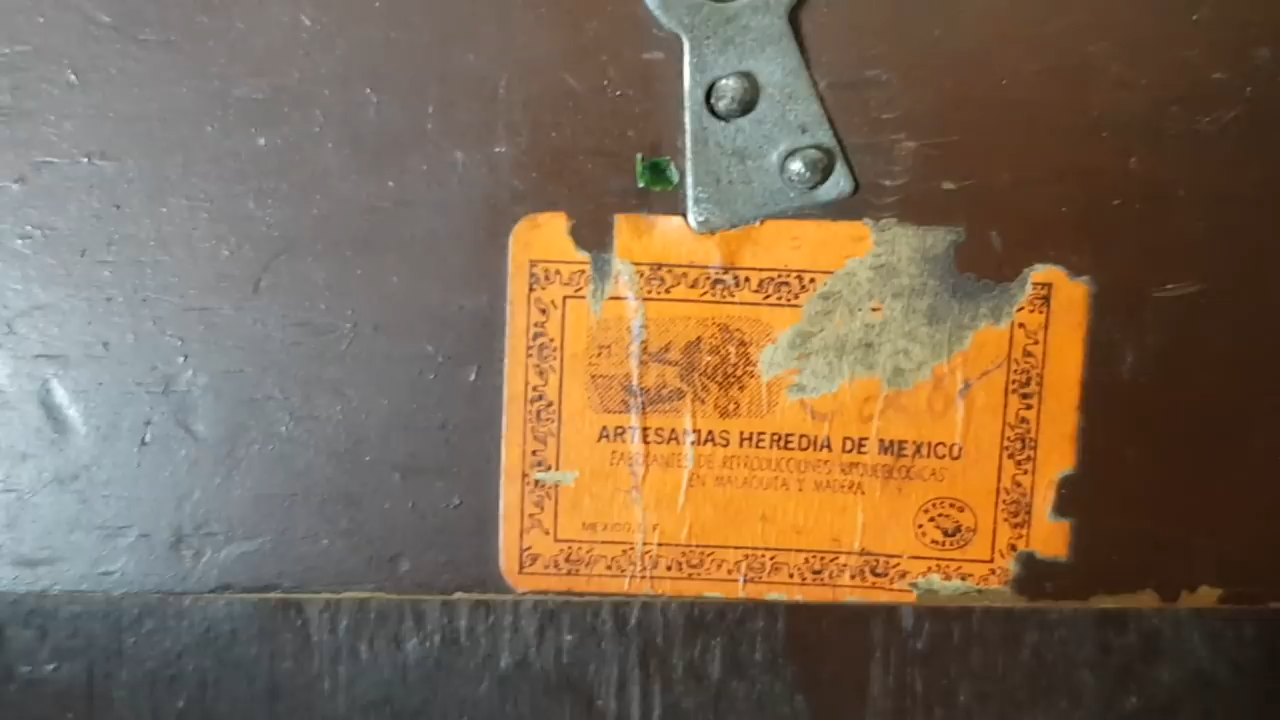 ARTESANIAS HEREDIA DE MEXICO
FABRICANTES DE REPRODUCCIONES ARQUEOLOGICAS
EN MALAQUITA Y MADERA
MEXICO, D.F.
HECHO
EN MEXICO